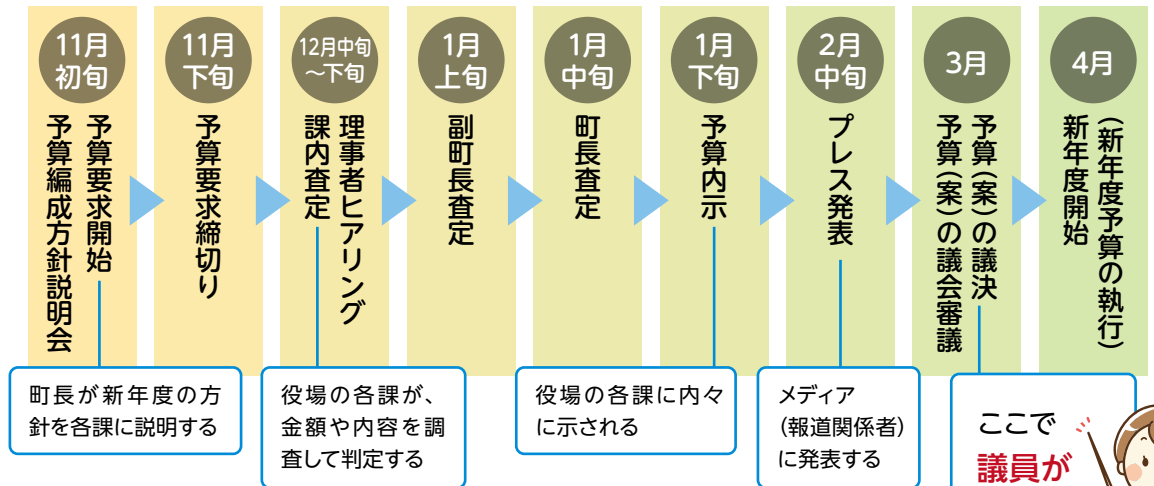 11月
初旬
予算編成方針説明会
予算要求開始
11月
下旬
予算要求締切り
12月中旬
～下旬
課内査定
理事者ヒアリング
1月
上旬
副町長査定
1月
中旬
町長査定
1月
下旬
予算内示
2月
中旬
プレス発表
3月
予算（案）の議会審議
予算（案）の議決
4月
新年度開始
（新年度予算の執行）
町長が新年度の方
針を各課に説明する
役場の各課が、
金額や内容を調
査して判定する
役場の各課に内々
に示される
メディア
（報道関係者）
に発表する
ここで
議員が